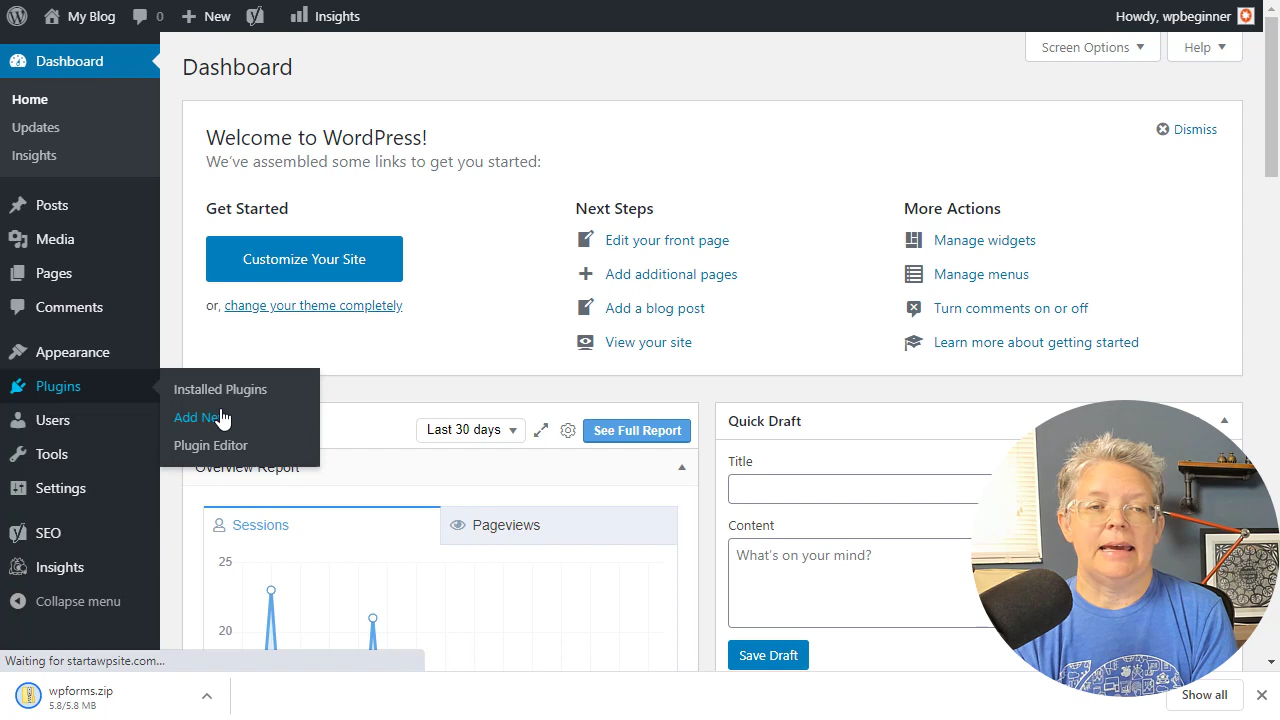 My Blog
0
New
Insights
Howdy, wpbeginner
Dashboard
Home
Updates
Insights
Posts
Media
Pages
Comments
Appearance
Plugins
Users
Tools
Settings
SEO
Insights
Collapse menu
Installed Plugins
Add New
Plugin Editor
Screen Options
Help
Dashboard
Welcome to WordPress!
We've assembled some links to get you started:
Dismiss
Get Started
Customize Your Site
or, change your theme completely
Next Steps
Edit your front page
Add additional pages
Add a blog post
View your site
More Actions
Manage widgets
Manage menus
Turn comments on or off
Learn more about getting started
Last 30 days
See Full Report
Overview Report
Sessions
Pageviews
25
20
Quick Draft
Title
Content
What's on your mind?
Save Draft
Waiting for startawpsite.com...
wpforms.zip
5.8/5.8 MB
Show all